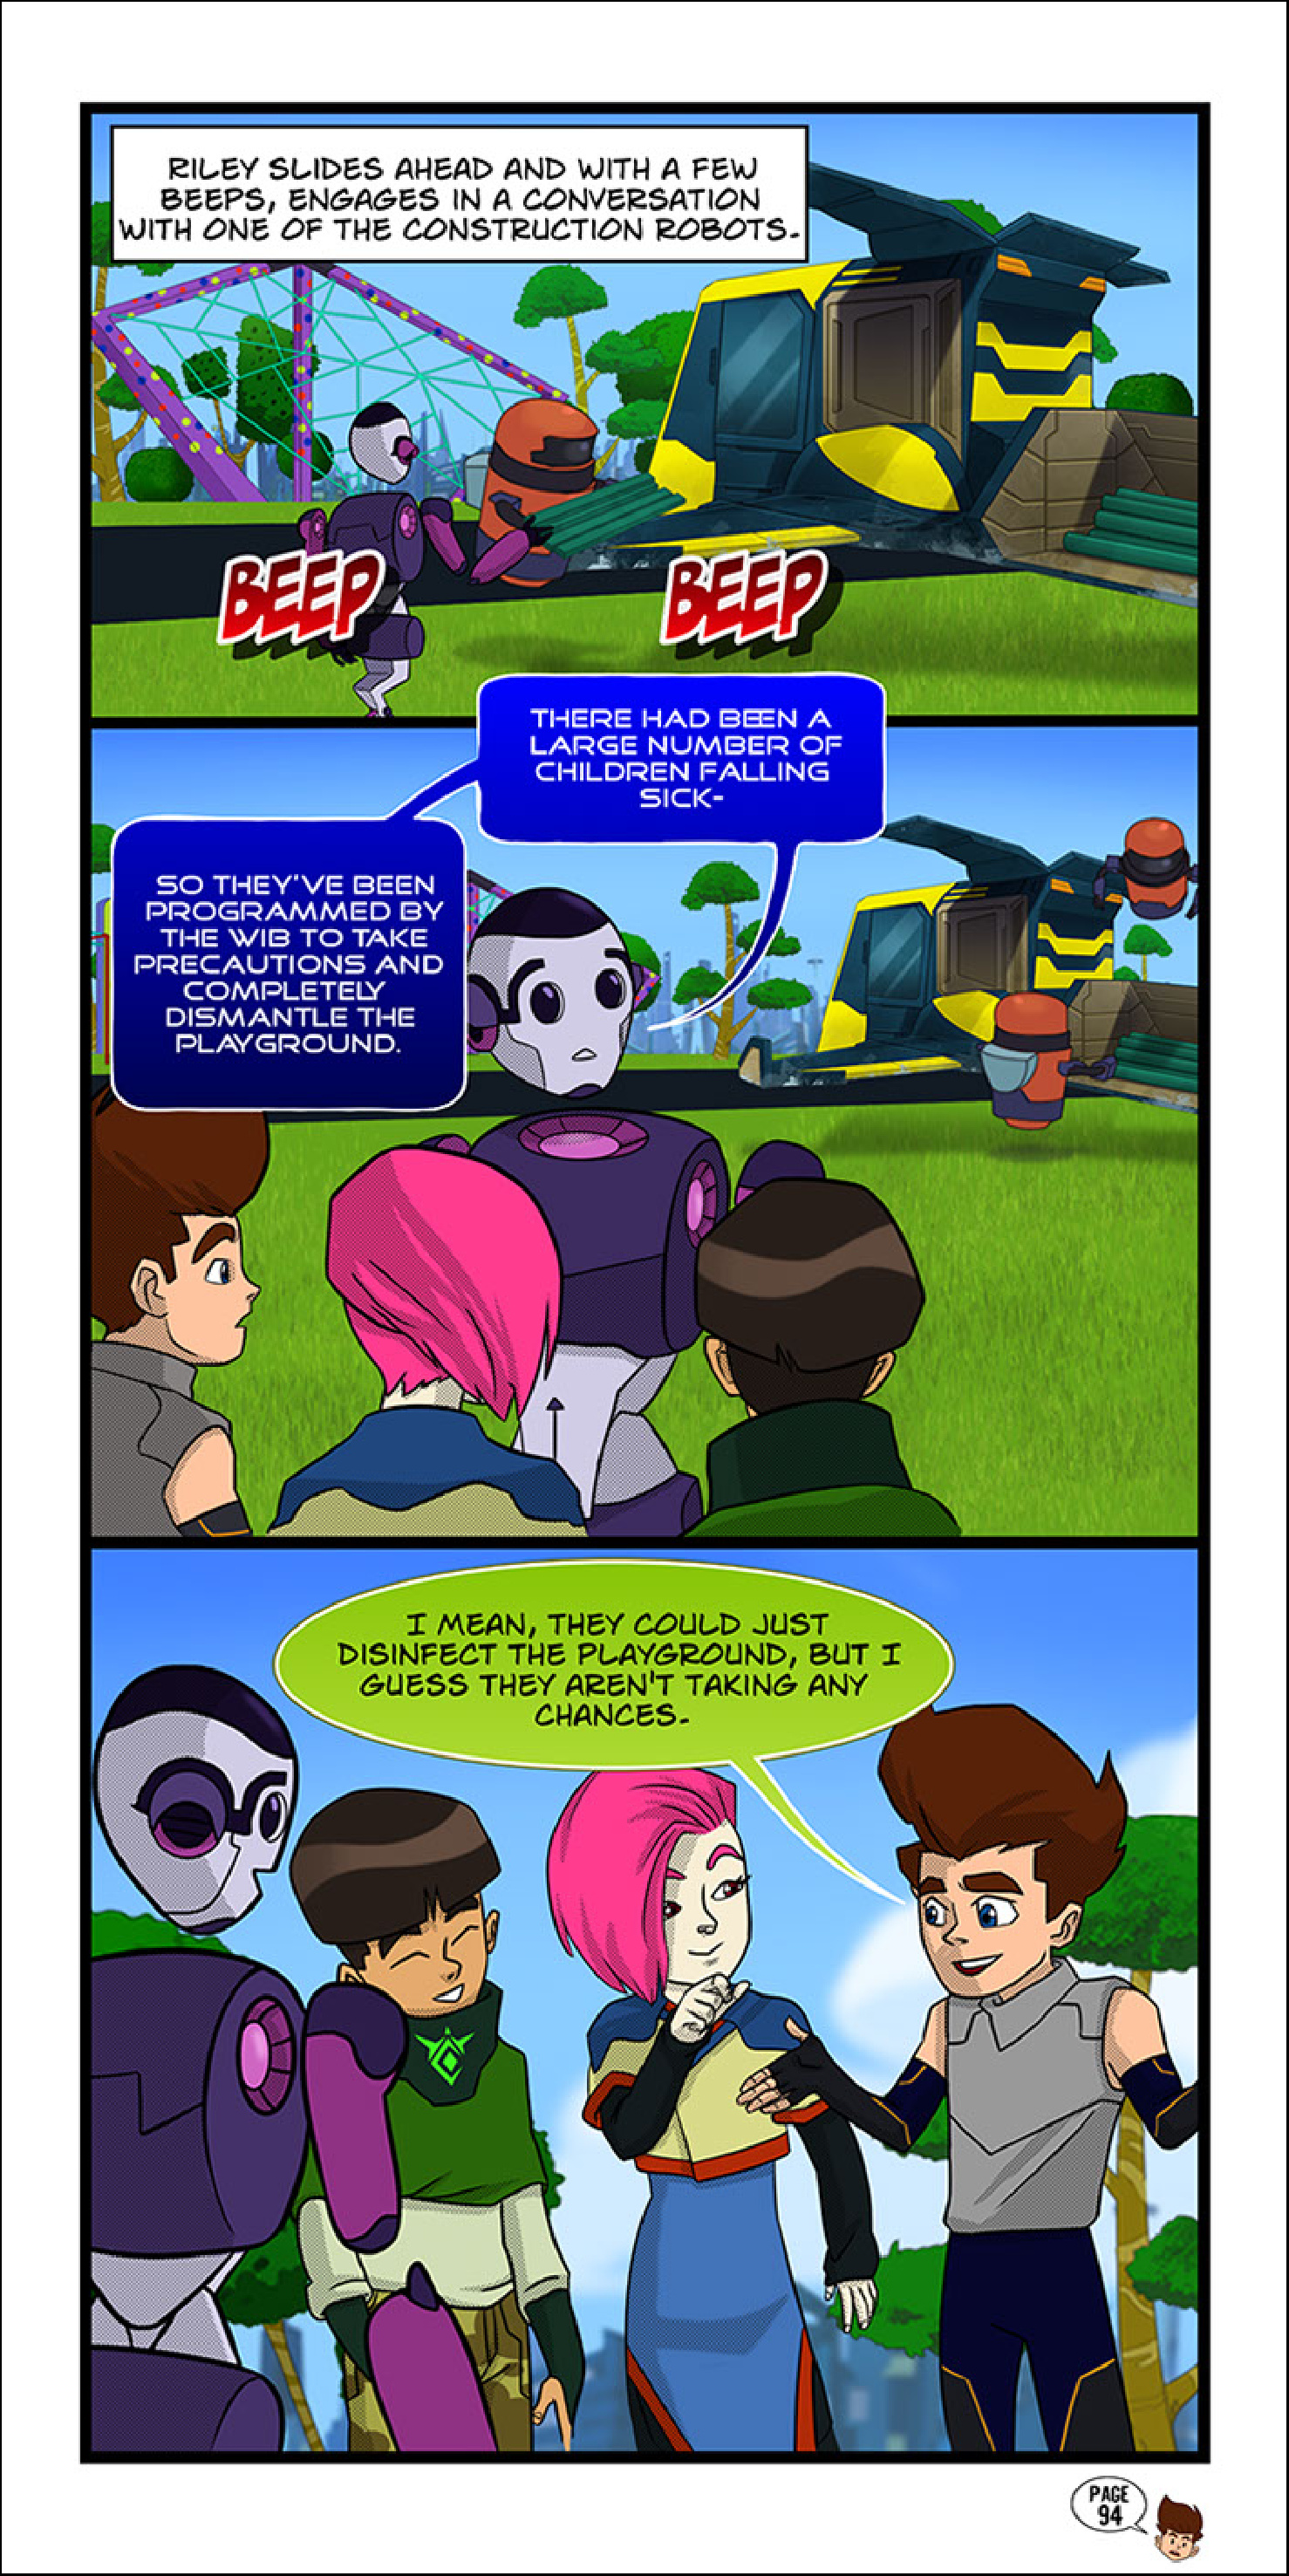 RILEY SLIDES AHEAD AND WITH A FEW
BEEPS, ENGAGES IN A CONVERSATION
WITH ONE OF THE CONSTRUCTION ROBOTS.
BEEP
BEEP
THERE HAD BEEN A
LARGE NUMBER OF
CHILDREN FALLING
SICK-
SO THEY'VE BEEN
PROGRAMMED BY
THE WIB TO TAKE
PRECAUTIONS AND
COMPLETELY
DISMANTLE THE
PLAYGROUND.
I MEAN, THEY COULD JUST
DISINFECT THE PLAYGROUND, BUT I
GUESS THEY AREN'T TAKING ANY
CHANCES.
PAGE
94